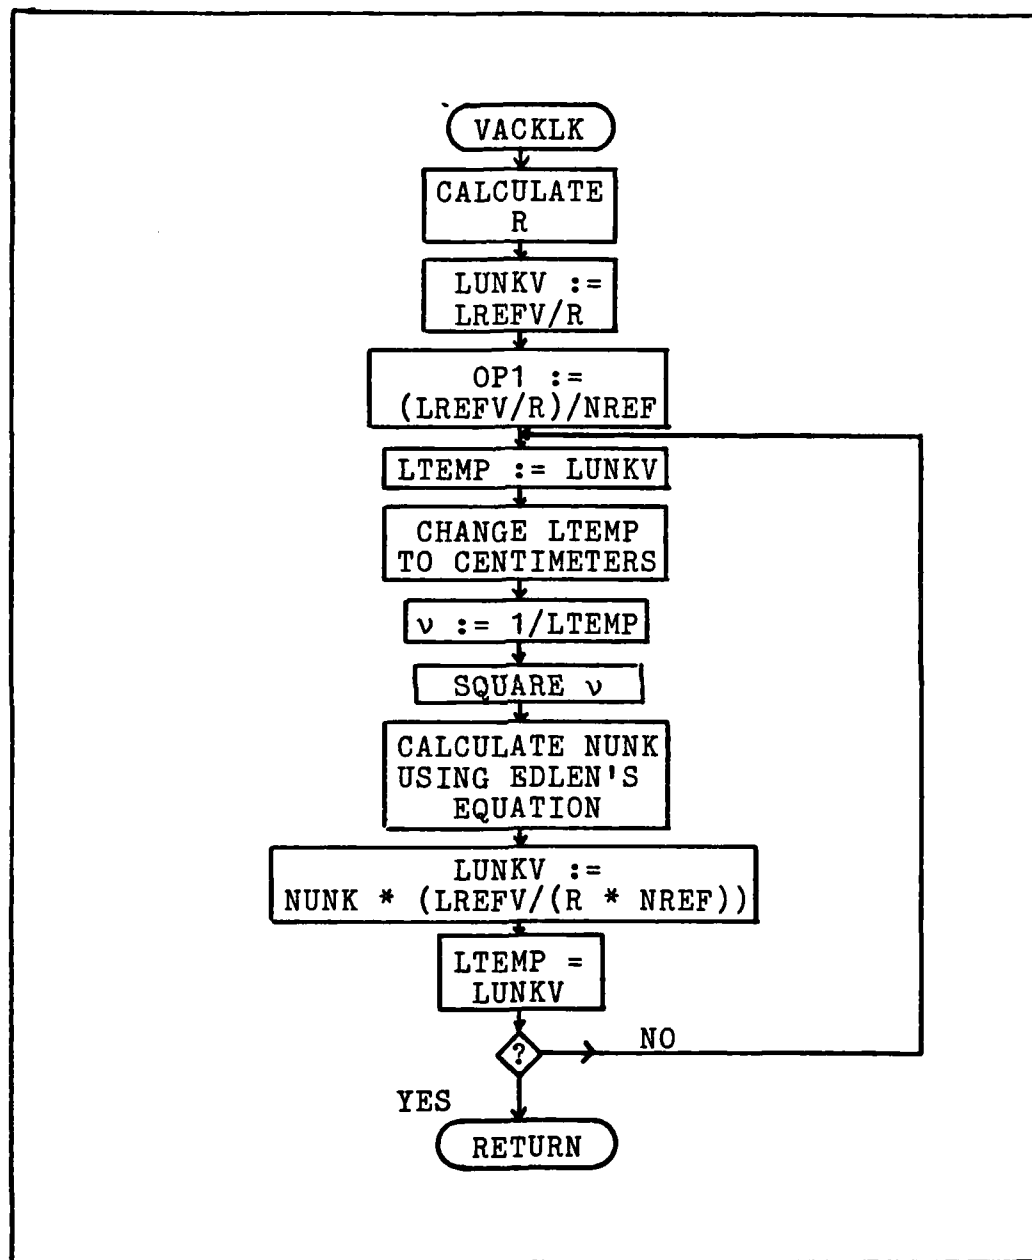 VACKLK
CALCULATE
R
LUNKV :=
LREFV/R
OP1 :=
(LREFV/R)/NREF
LTEMP := LUNKV
CHANGE LTEMP
TO CENTIMETERS
ν := 1/LTEMP
SQUARE ν
CALCULATE NUNK
USING EDLEN'S
EQUATION
LUNKV :=
NUNK * (LREFV/(R * NREF))
LTEMP =
LUNKV
?
NO
YES
RETURN